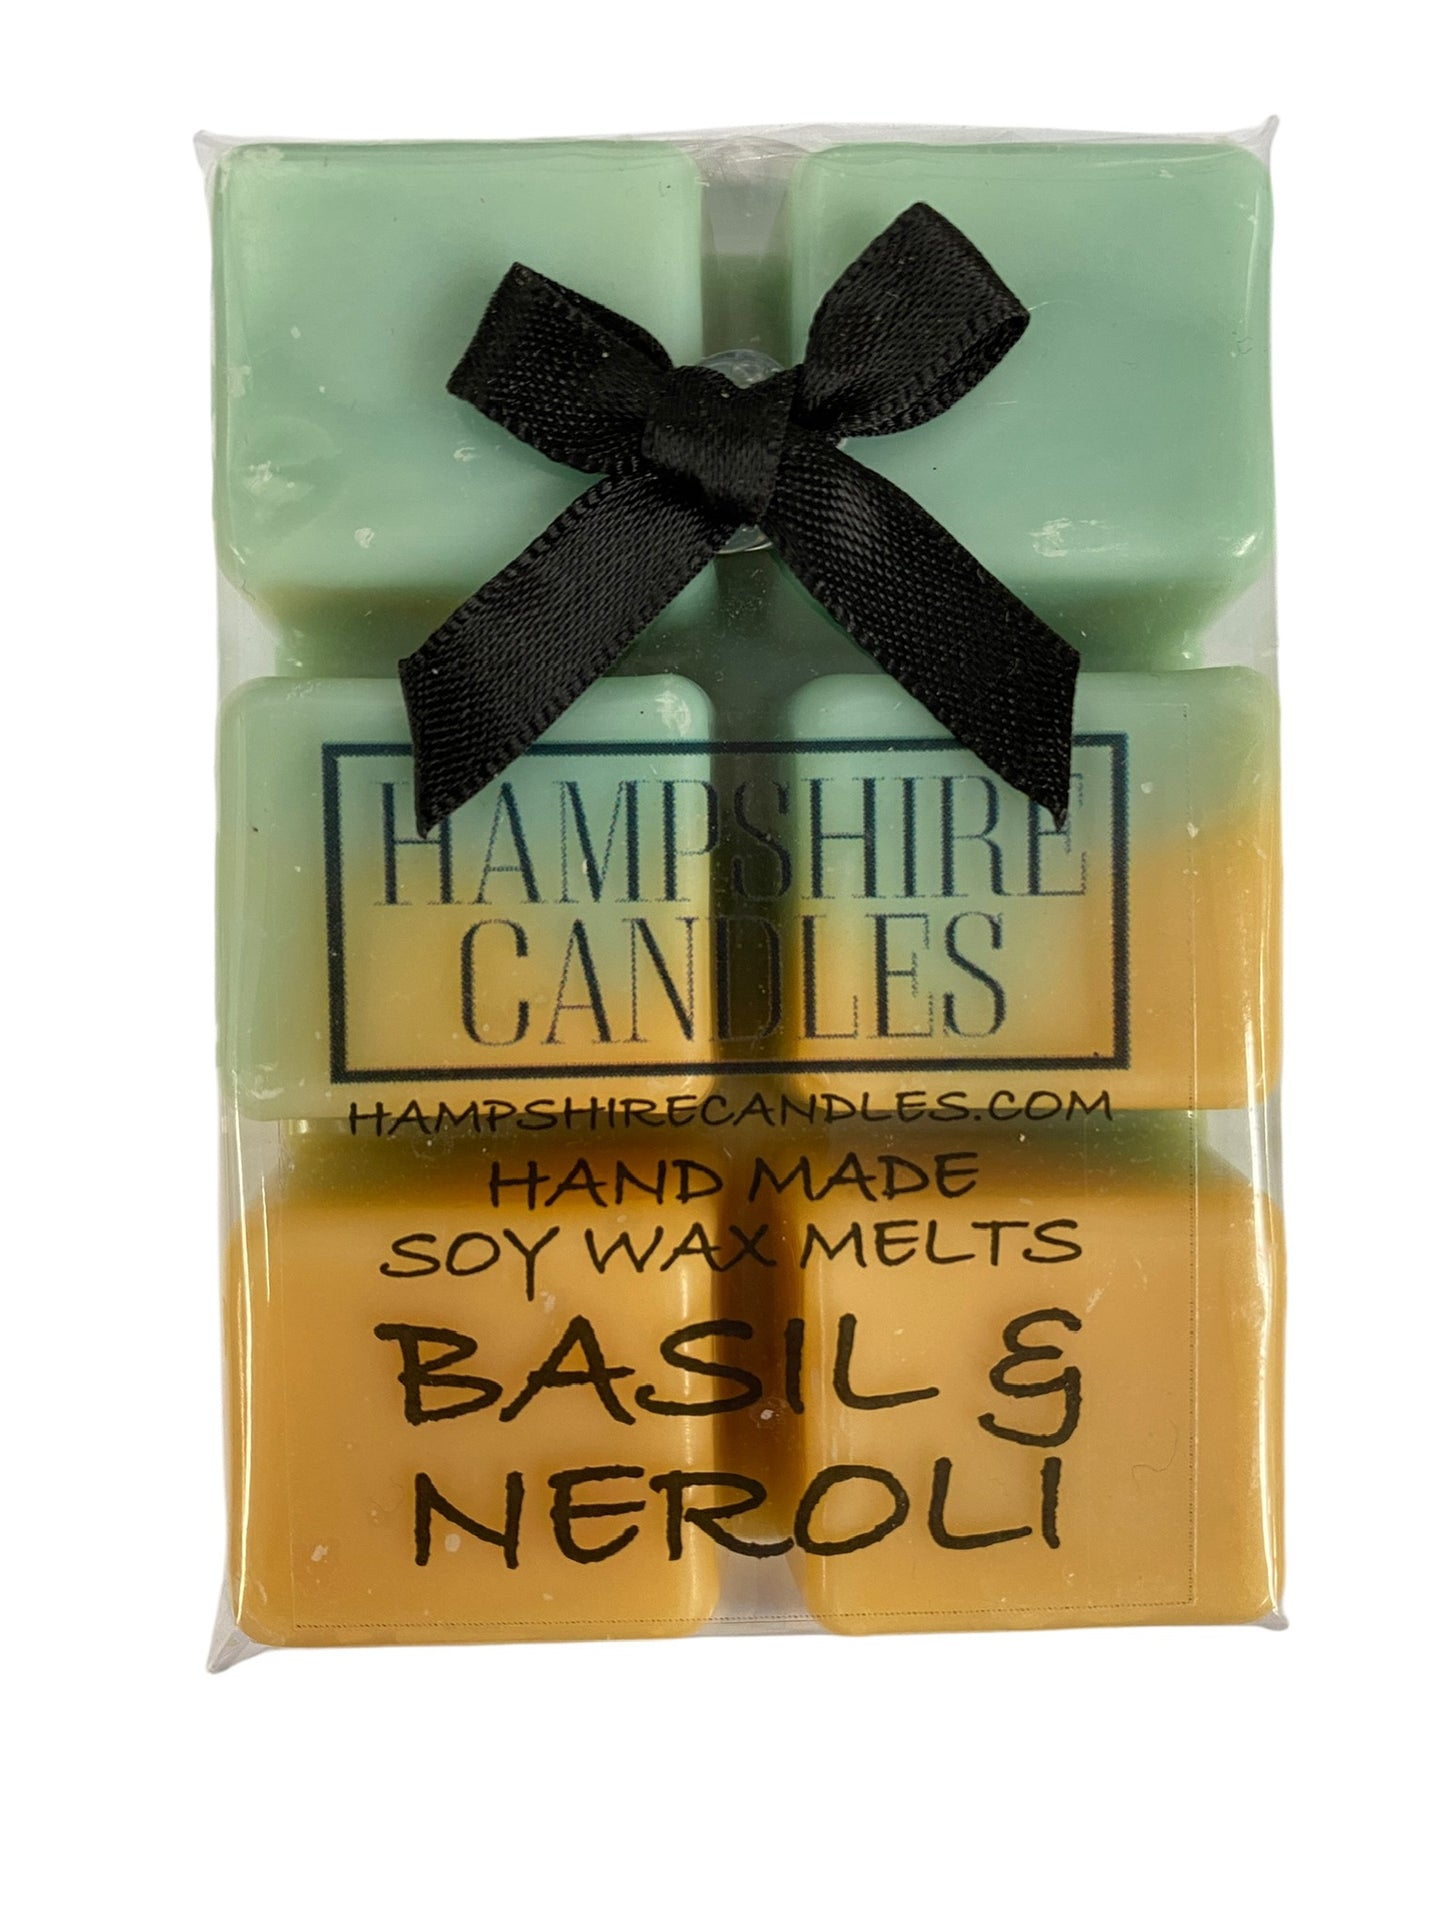 HAMPSHIRE
CANDLES
HAMPSHIRECANDLES.COM
HAND MADE
SOY WAX MELTS
BASIL &
NEROLI